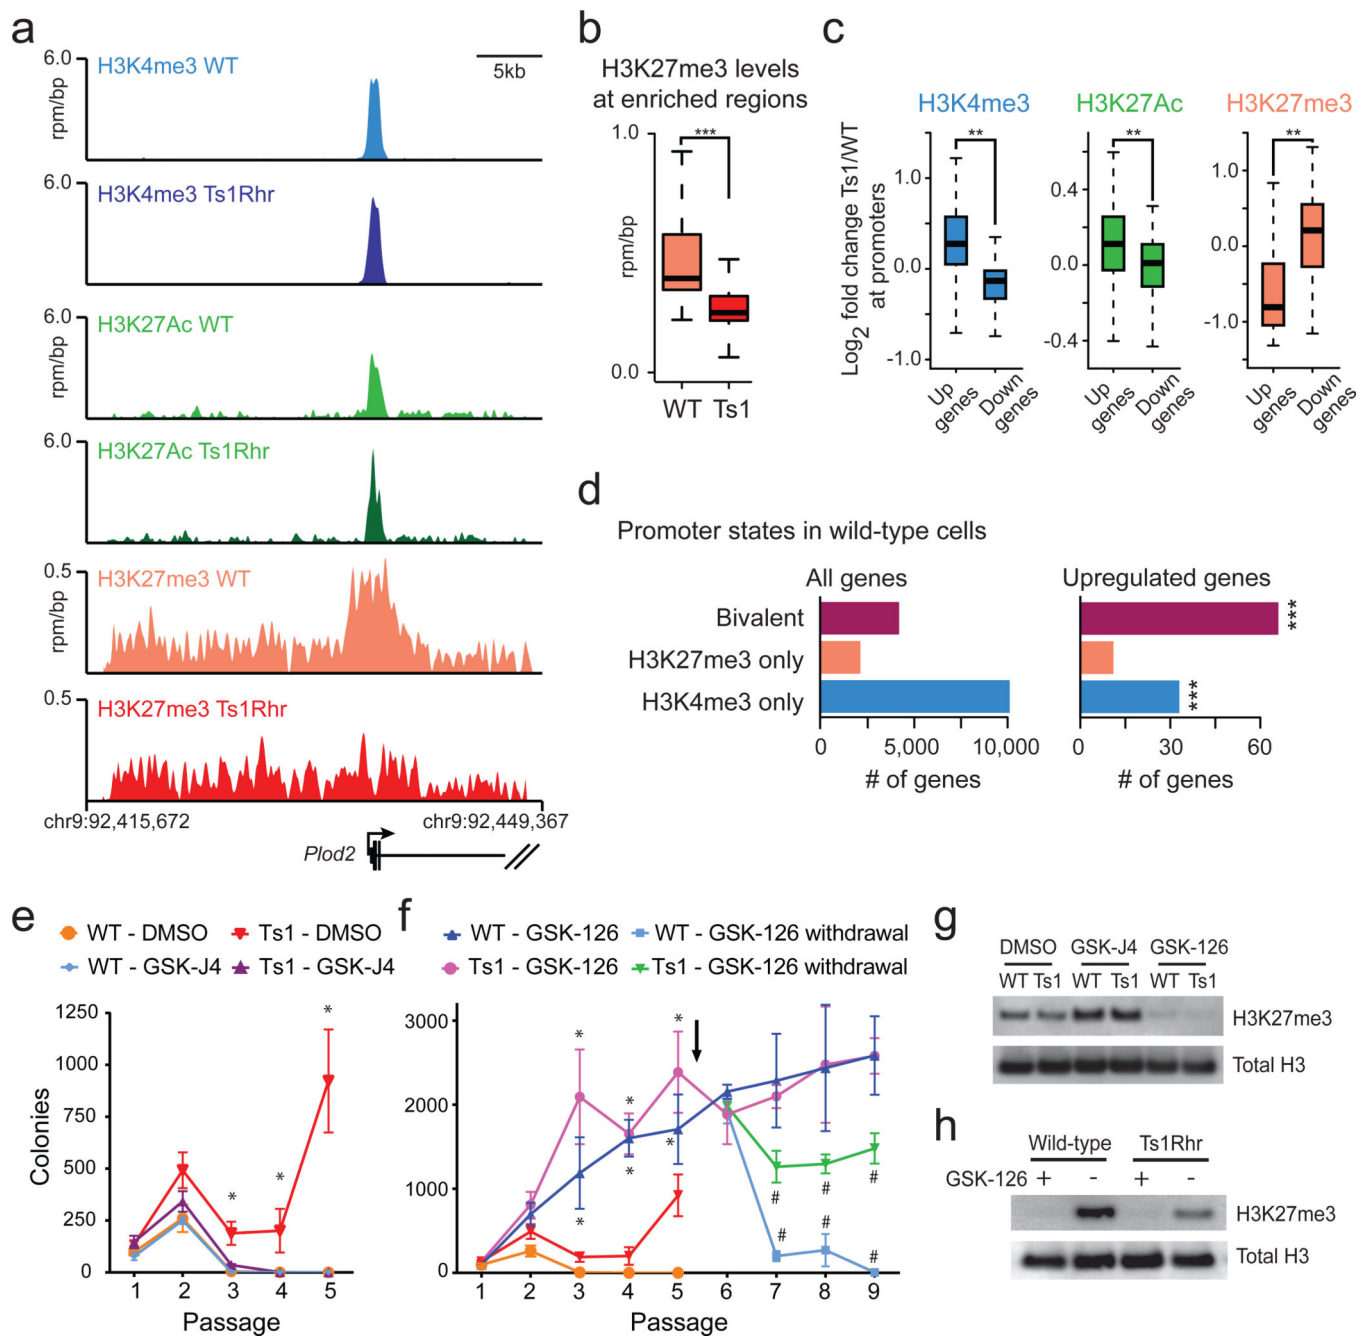 a
6.0
H3K4me3 WT
rpm/bp
5kb
6.0
H3K4me3 Ts1Rhr
6.0
H3K27Ac WT
rpm/bp
6.0
H3K27Ac Ts1Rhr
0.5
H3K27me3 WT
rpm/bp
0.5
H3K27me3 Ts1Rhr
chr9:92,415,672
chr9:92,449,367
Plod2
b
H3K27me3 levels
at enriched regions
1.0
***
rpm/bp
0.0
WT Ts1
c
H3K4me3
H3K27Ac
H3K27me3
Log2 fold change Ts1/WT
at promoters
**
1.0
0.0
-1.0
Up
genes
Down
genes
**
0.4
0.0
-0.4
Up
genes
Down
genes
**
1.0
0.0
-1.0
Up
genes
Down
genes
d
Promoter states in wild-type cells
All genes
Upregulated genes
Bivalent
***
H3K27me3 only
H3K4me3 only
***
0 5,000 10,000
# of genes
0 30 60
# of genes
e
WT - DMSO
Ts1 - DMSO
WT - GSK-J4
Ts1 - GSK-J4
Colonies
1250
1000
750
500
250
0
*
*
*
1 2 3 4 5
Passage
f
WT - GSK-126
WT - GSK-126 withdrawal
Ts1 - GSK-126
Ts1 - GSK-126 withdrawal
3000
2000
1000
0
*
*
*
*
*
*
#
#
#
#
#
#
1 2 3 4 5 6 7 8 9
Passage
g
DMSO GSK-J4 GSK-126
WT Ts1 WT Ts1 WT Ts1
H3K27me3
Total H3
h
Wild-type Ts1Rhr
GSK-126 + - + -
H3K27me3
Total H3